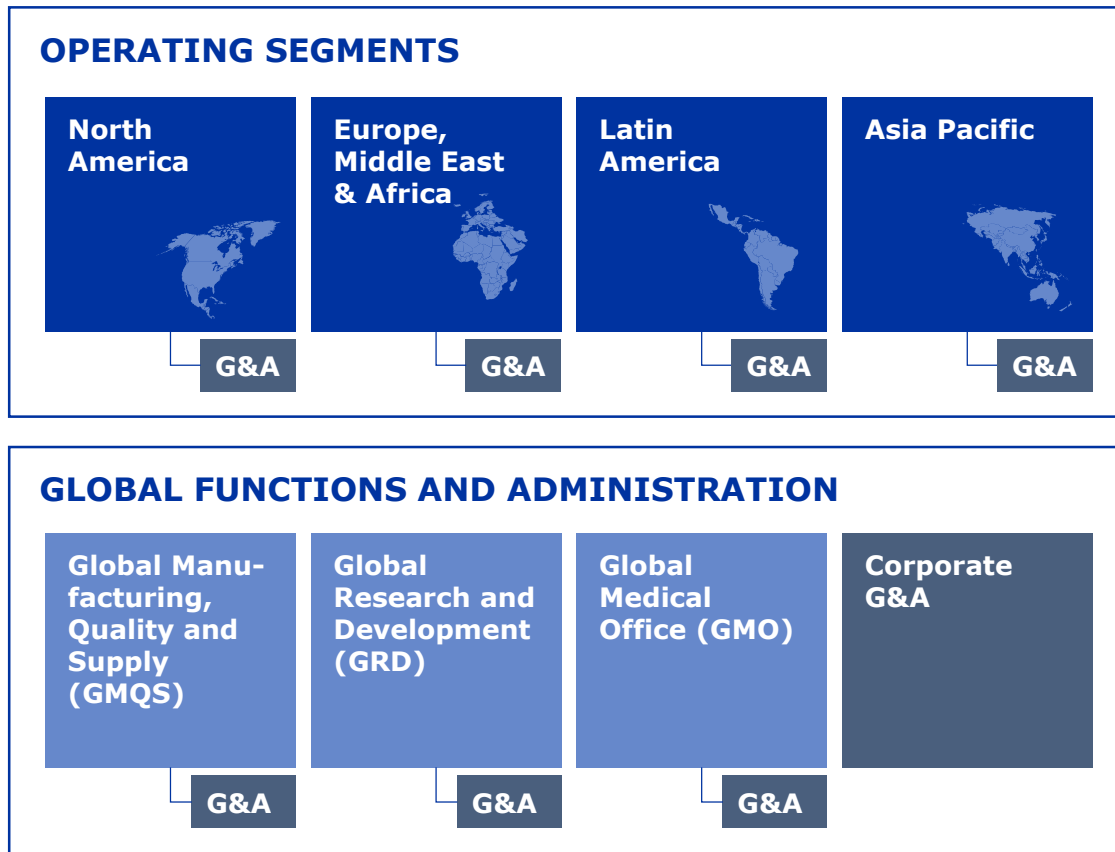 OPERATING SEGMENTS
North
America
Europe,
Middle East
& Africa
Latin
America
Asia Pacific
G&A
G&A
G&A
G&A
GLOBAL FUNCTIONS AND ADMINISTRATION
Global Manu-
facturing,
Quality and
Supply
(GMQS)
Global
Research and
Development
(GRD)
Global
Medical
Office (GMO)
Corporate
G&A
G&A
G&A
G&A